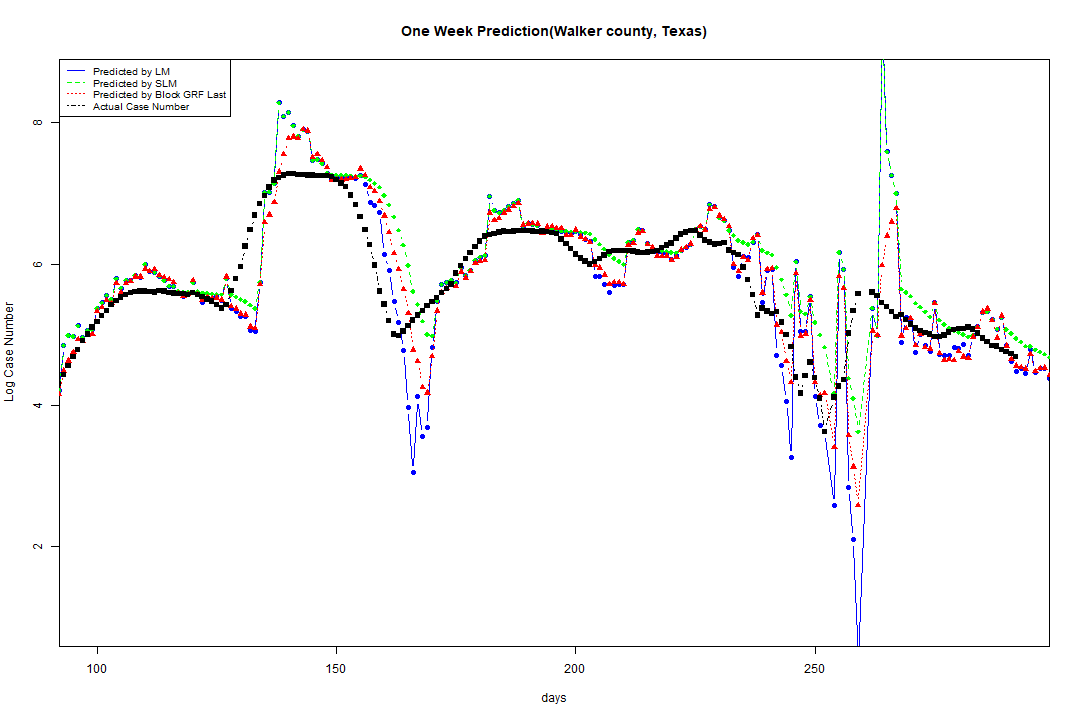 One Week Prediction(Walker county, Texas)
Predicted by LM
Predicted by SLM
Predicted by Block GRF Last
Actual Case Number
8
6
4
2
Log Case Number
100 150 200 250
days